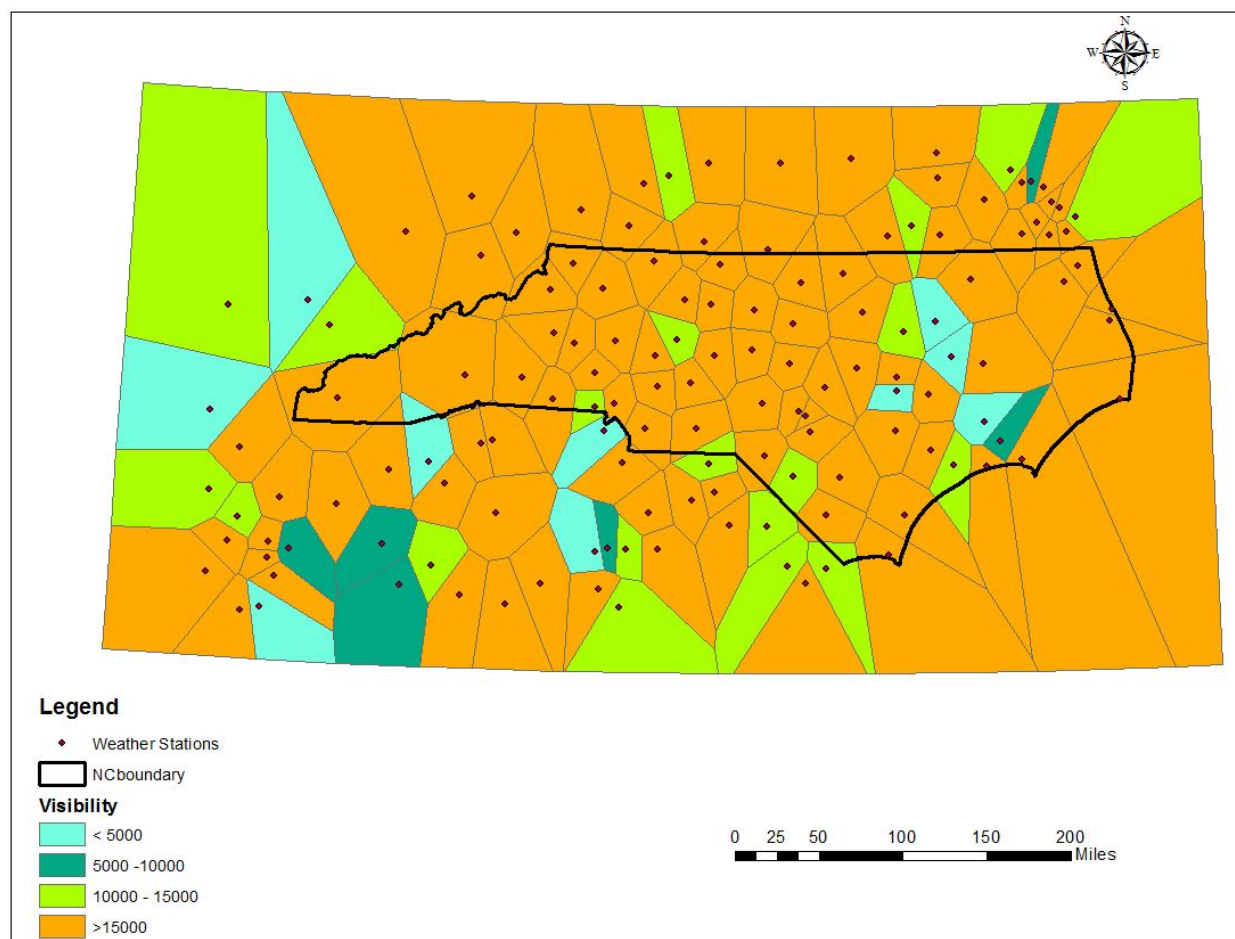 N
W E
S
Legend
Weather Stations
NCboundary
Visibility
< 5000
5000 -10000
10000 - 15000
>15000
0 25 50 100 150 200
Miles